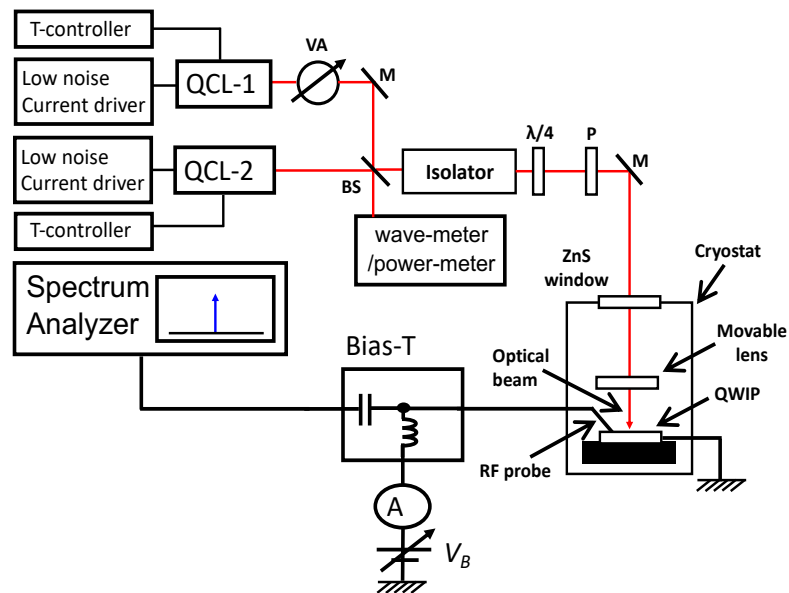 T-controller
Low noise
Current driver
QCL-1
VA
M
Low noise
Current driver
QCL-2
T-controller
BS
Isolator
λ/4
P
M
wave-meter
/power-meter
Spectrum
Analyzer
ZnS
window
Cryostat
Movable
lens
Optical
beam
QWIP
RF probe
Bias-T
A
V_B